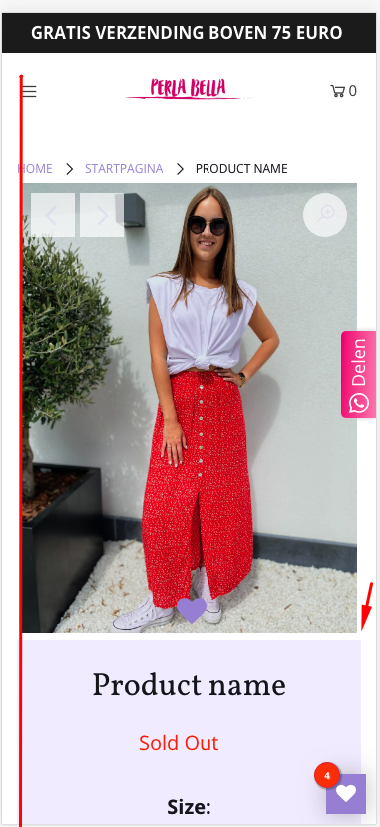 GRATIS VERZENDING BOVEN 75 EURO
PERLA BELLA
0
HOME > STARTPAGINA > PRODUCT NAME
Delen
Product name
Sold Out
4
Size: